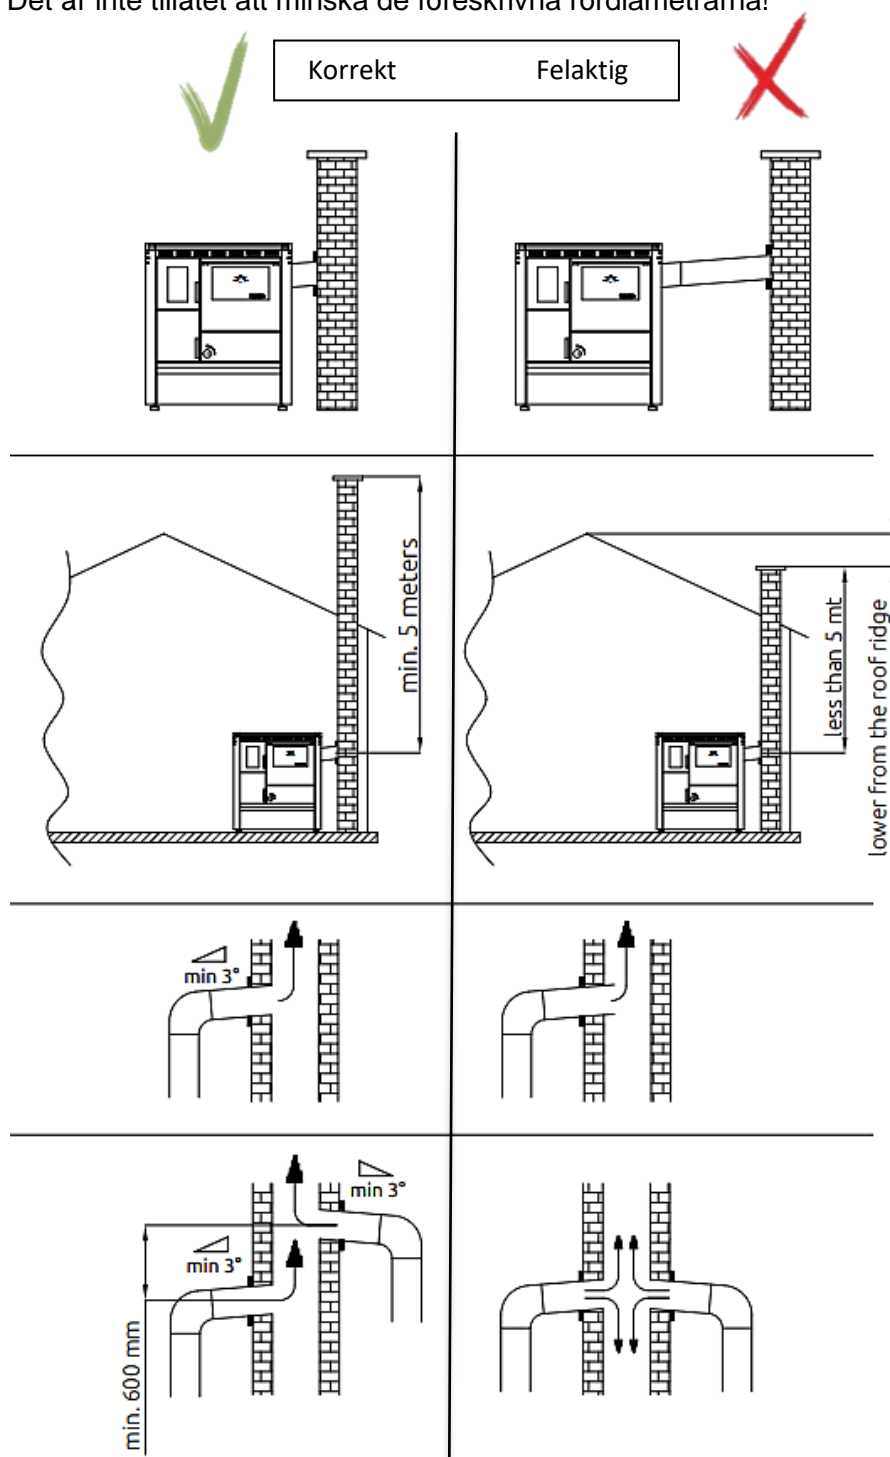 Det är inte tillåtet att minska de föreskrivna rördiametrarna!
Korrekt Felaktig
min. 5 meters
less than 5 mt
lower from the roof ridge
min 3°
min 3°
min 3°
min. 600 mm